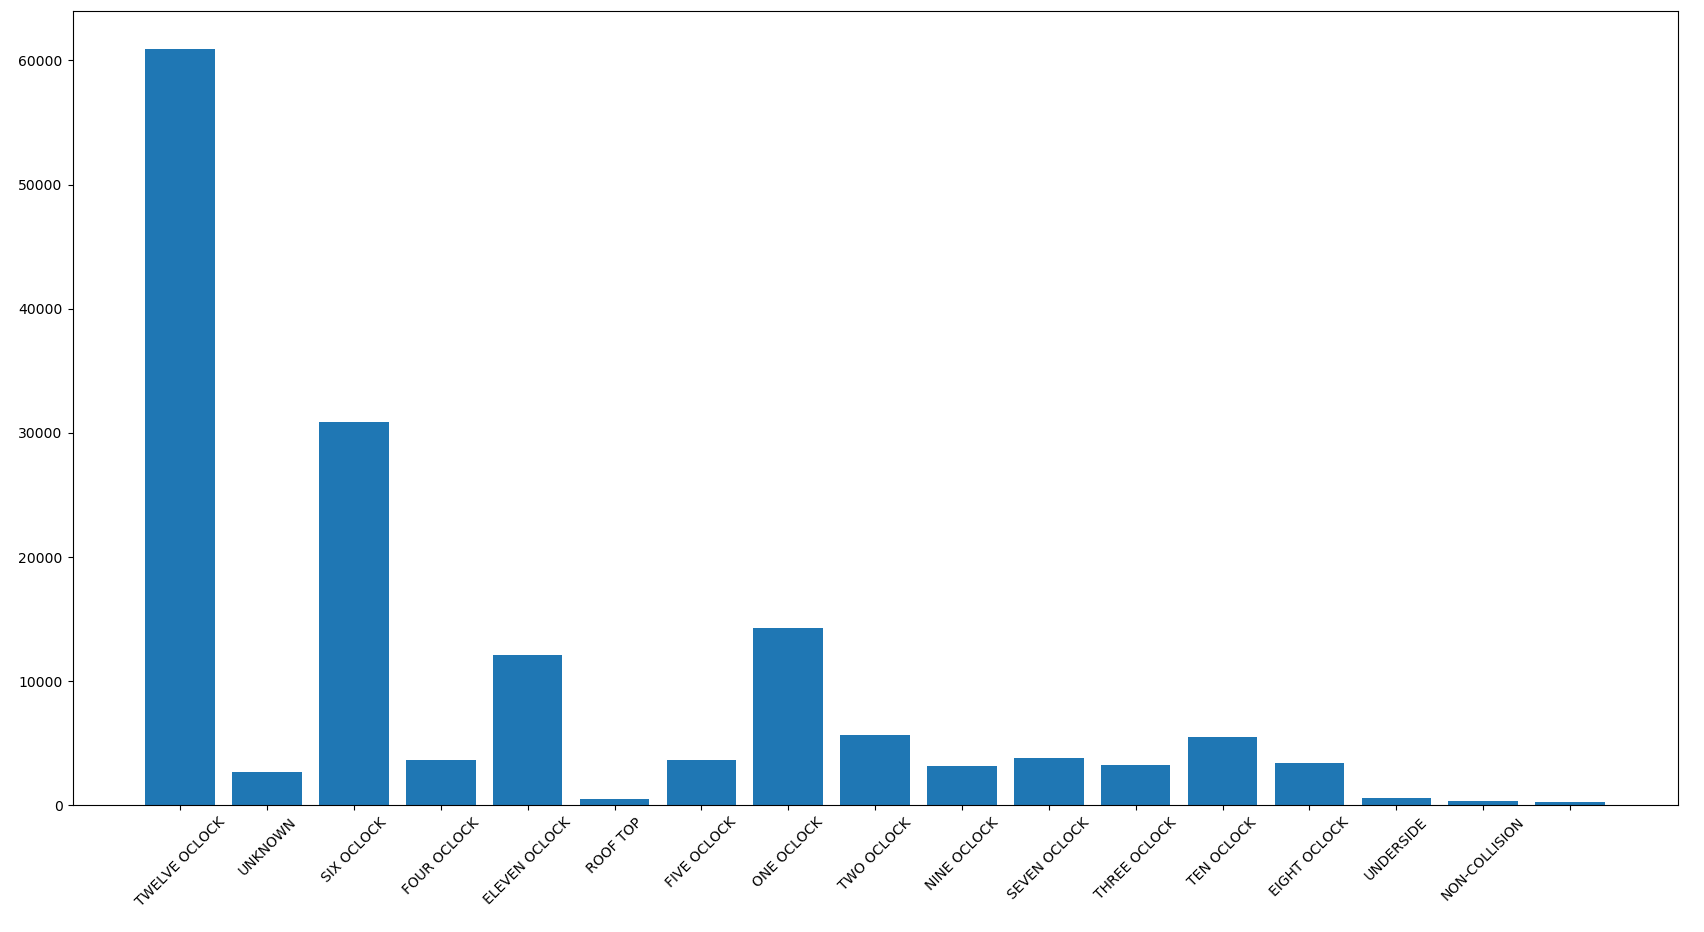 60000
50000
40000
30000
20000
10000
0
TWELVE OCLOCK
UNKNOWN
SIX OCLOCK
FOUR OCLOCK
ELEVEN OCLOCK
ROOF TOP
FIVE OCLOCK
ONE OCLOCK
TWO OCLOCK
NINE OCLOCK
SEVEN OCLOCK
THREE OCLOCK
TEN OCLOCK
EIGHT OCLOCK
UNDERSIDE
NON-COLLISION